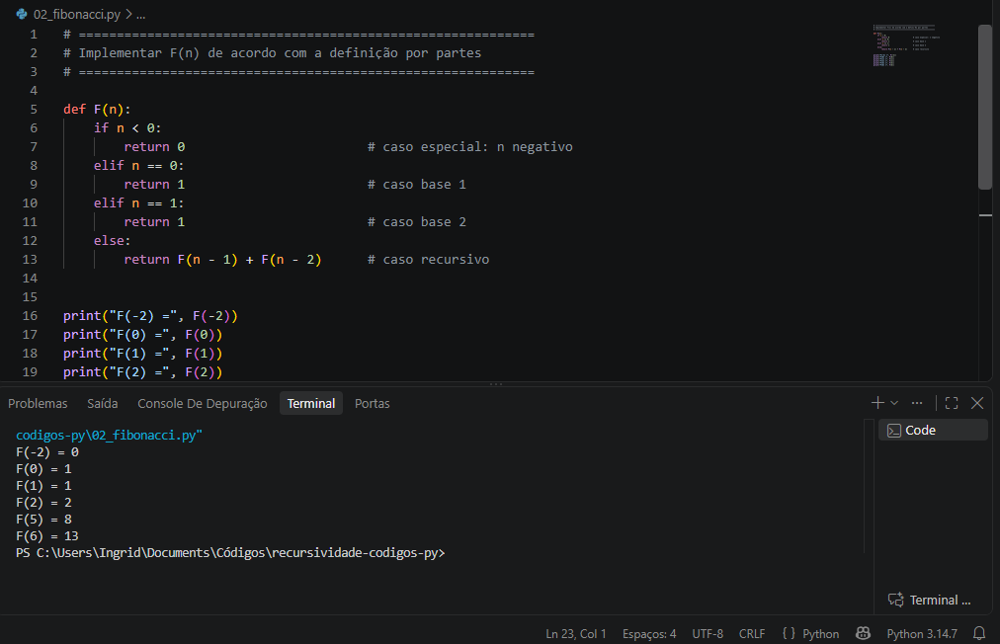 02_fibonacci.py > ...
1 # ============================================================
2 # Implementar F(n) de acordo com a definição por partes
3 # ============================================================
4
5 def F(n):
6     if n < 0:
7         return 0                        # caso especial: n negativo
8     elif n == 0:
9         return 1                        # caso base 1
10     elif n == 1:
11         return 1                        # caso base 2
12     else:
13         return F(n - 1) + F(n - 2)      # caso recursivo
14
15
16 print("F(-2) =", F(-2))
17 print("F(0) =", F(0))
18 print("F(1) =", F(1))
19 print("F(2) =", F(2))
Problemas Saída Console De Depuração Terminal Portas
codigos-py\02_fibonacci.py"
F(-2) = 0
F(0) = 1
F(1) = 1
F(2) = 2
F(5) = 8
F(6) = 13
PS C:\Users\Ingrid\Documents\Códigos\recursividade-codigos-py>
Code
Terminal ...
Ln 23, Col 1 Espaços: 4 UTF-8 CRLF { } Python Python 3.14.7